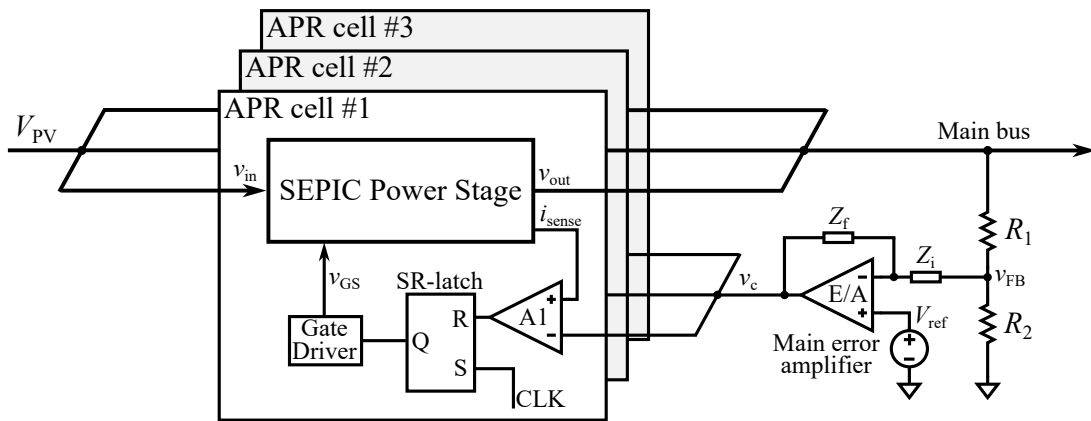 APR cell #3
APR cell #2
APR cell #1
V_PV
Main bus
v_in
SEPIC Power Stage
v_out
i_sense
v_GS
SR-latch
Gate
Driver
Q
R
S
CLK
A1
+
−
v_c
Z_f
Z_i
E/A
−
+
Main error
amplifier
V_ref
+
−
v_FB
R_1
R_2